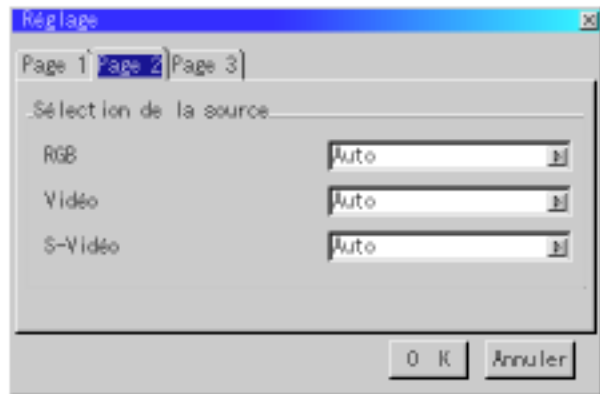 Réglage
Page 1 Page 2 Page 3
Sélection de la source
RGB Auto
Vidéo Auto
S-Vidéo Auto
O K Annuler